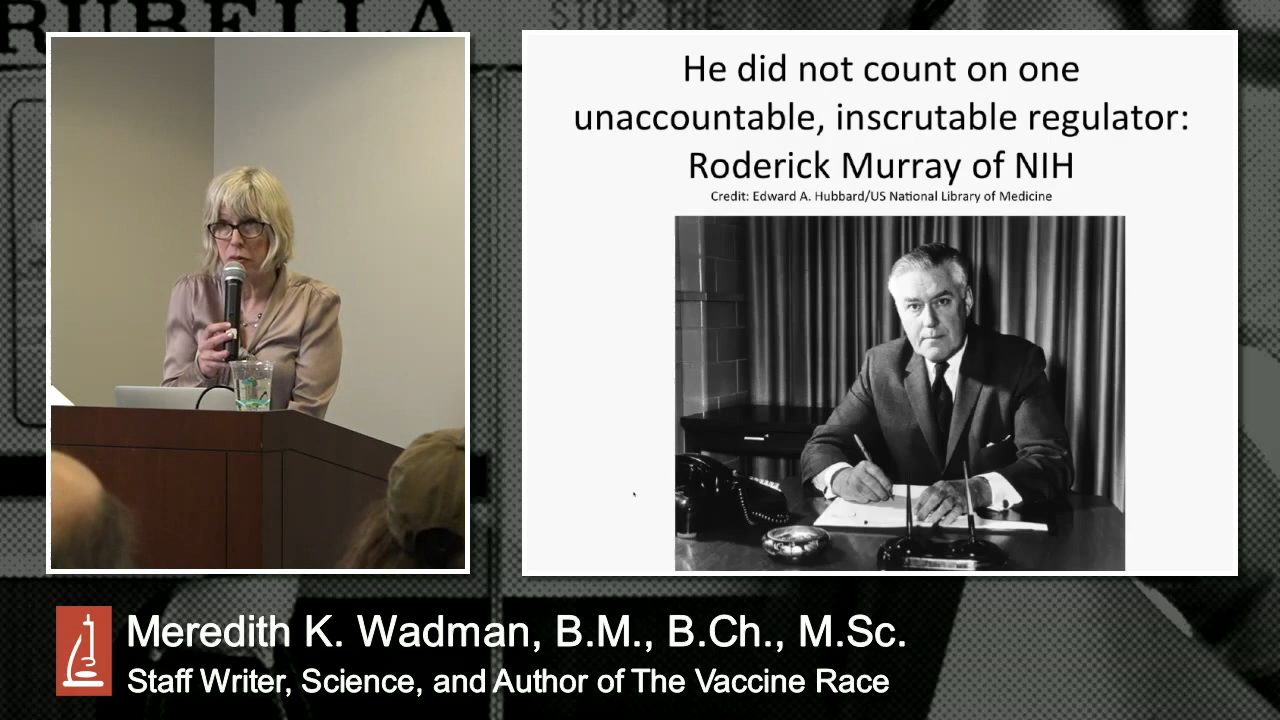 RUBELLA
STOP THE
He did not count on one
unaccountable, inscrutable regulator:
Roderick Murray of NIH
Credit: Edward A. Hubbard/US National Library of Medicine
Meredith K. Wadman, B.M., B.Ch., M.Sc.
Staff Writer, Science, and Author of The Vaccine Race